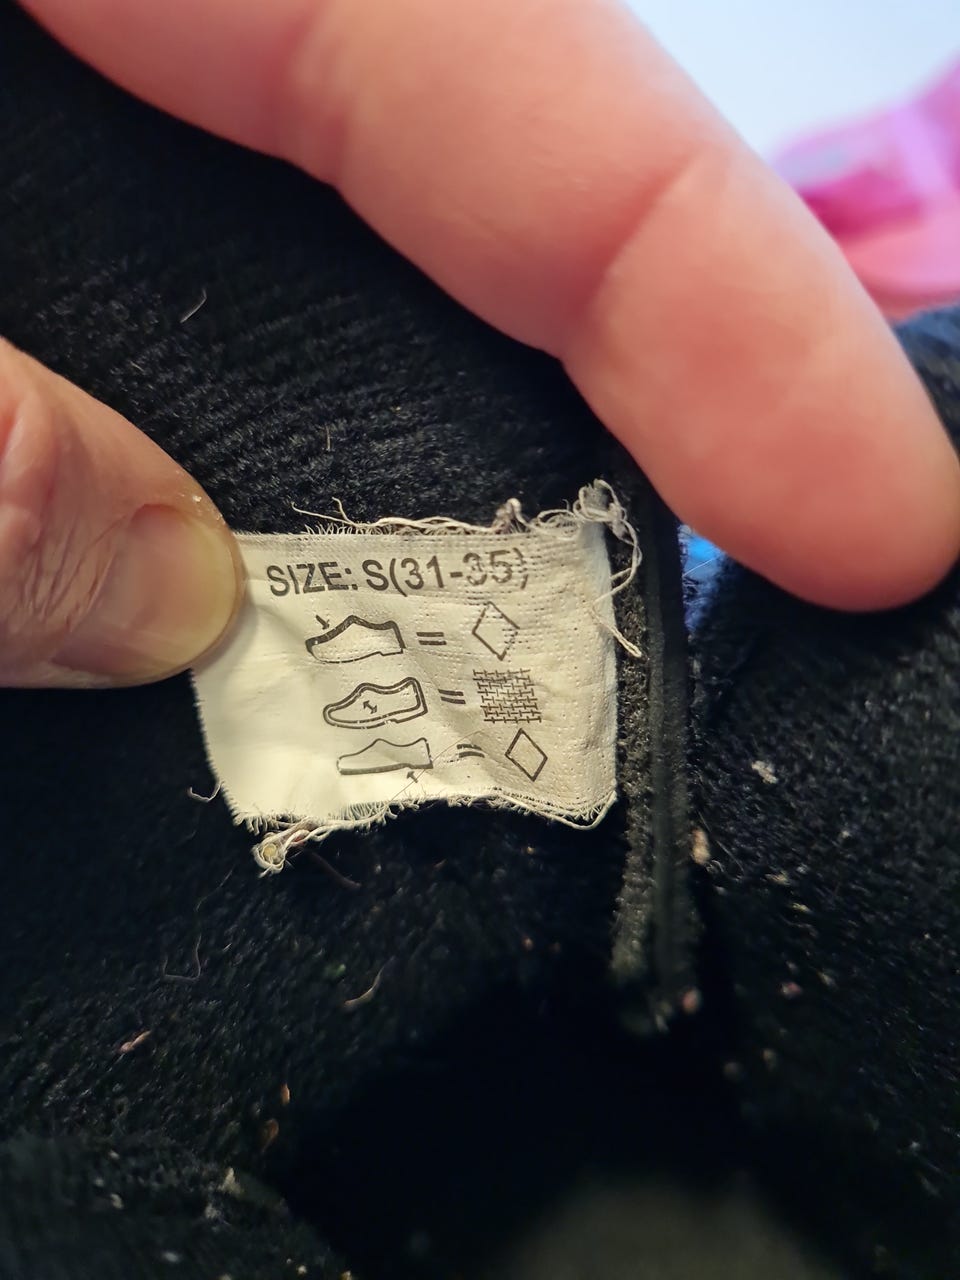 SIZE: S(31-35)
=
=
=